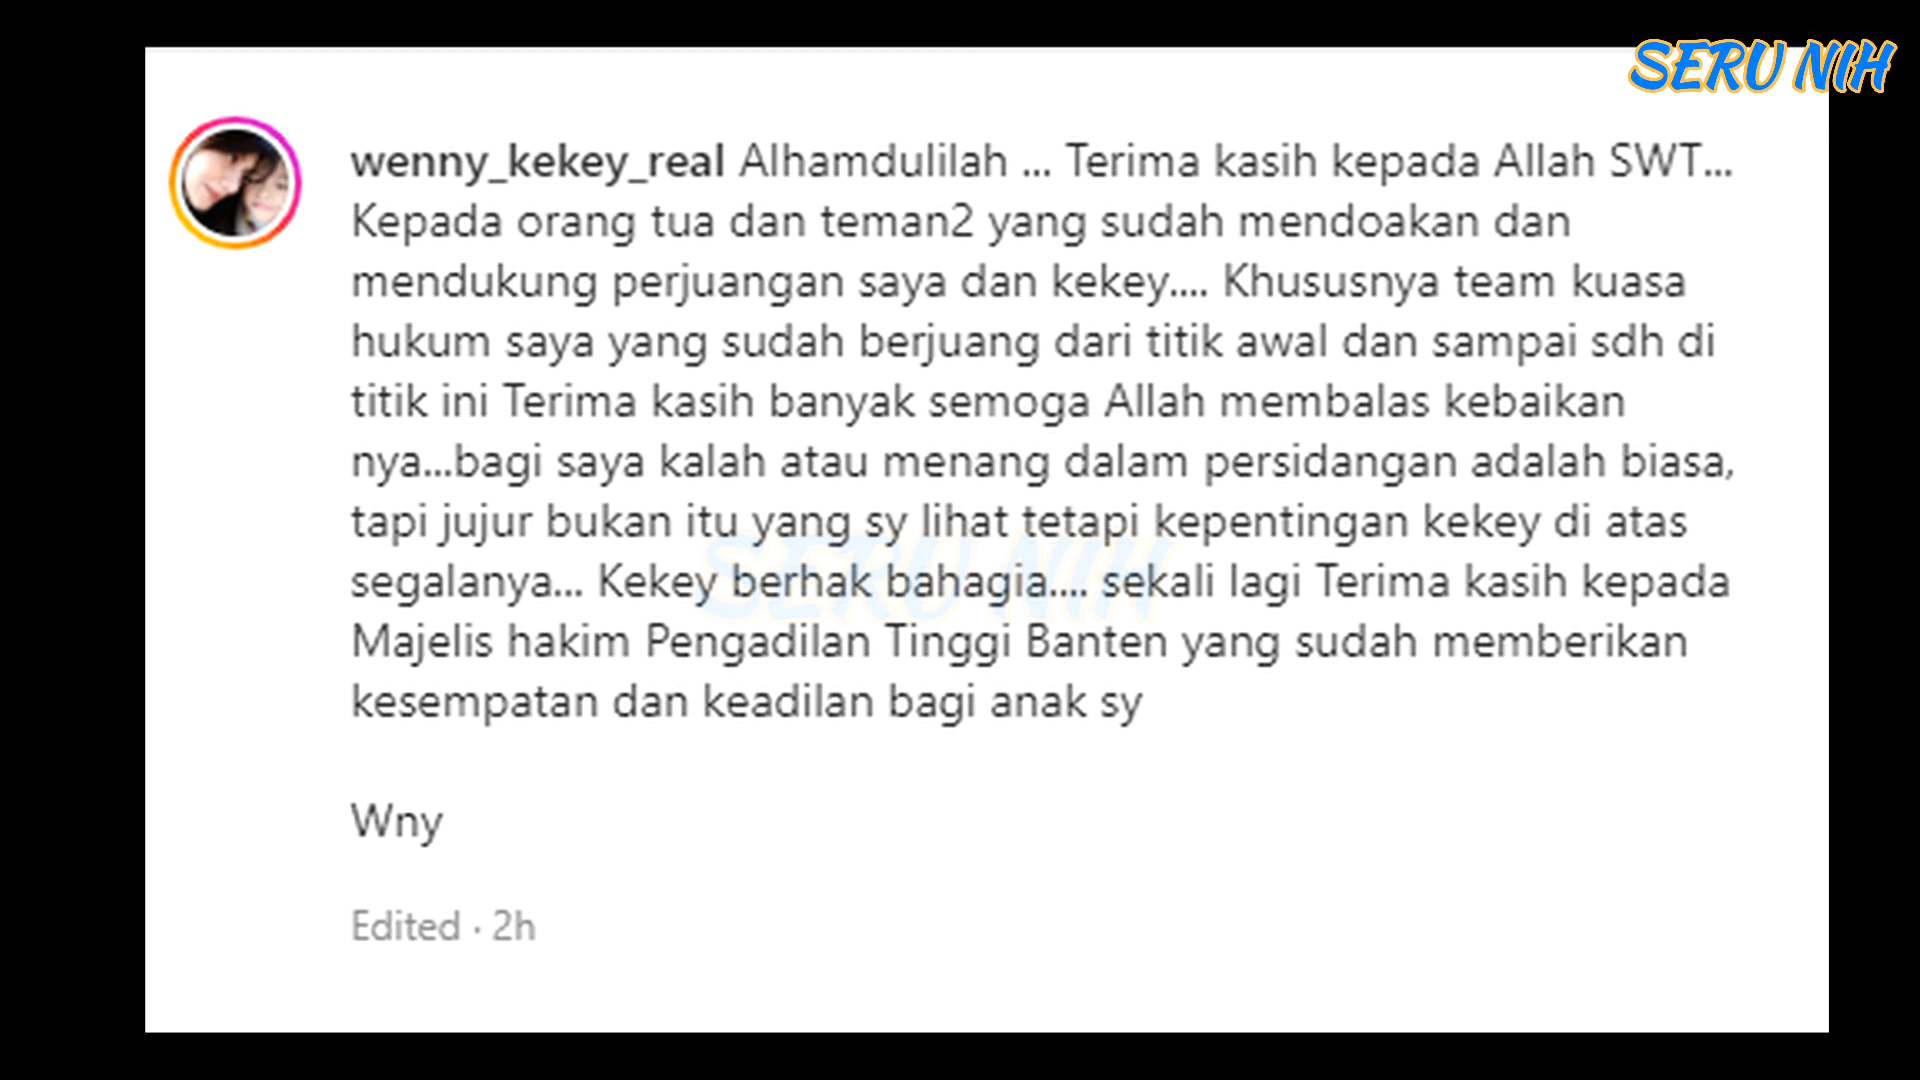 SERU NIH
wenny_kekey_real Alhamdulilah ... Terima kasih kepada Allah SWT...
Kepada orang tua dan teman2 yang sudah mendoakan dan
mendukung perjuangan saya dan kekey.... Khususnya team kuasa
hukum saya yang sudah berjuang dari titik awal dan sampai sdh di
titik ini Terima kasih banyak semoga Allah membalas kebaikan
nya...bagi saya kalah atau menang dalam persidangan adalah biasa,
tapi jujur bukan itu yang sy lihat tetapi kepentingan kekey di atas
segalanya... Kekey berhak bahagia.... sekali lagi Terima kasih kepada
Majelis hakim Pengadilan Tinggi Banten yang sudah memberikan
kesempatan dan keadilan bagi anak sy
SERU NIH
Wny
Edited · 2h